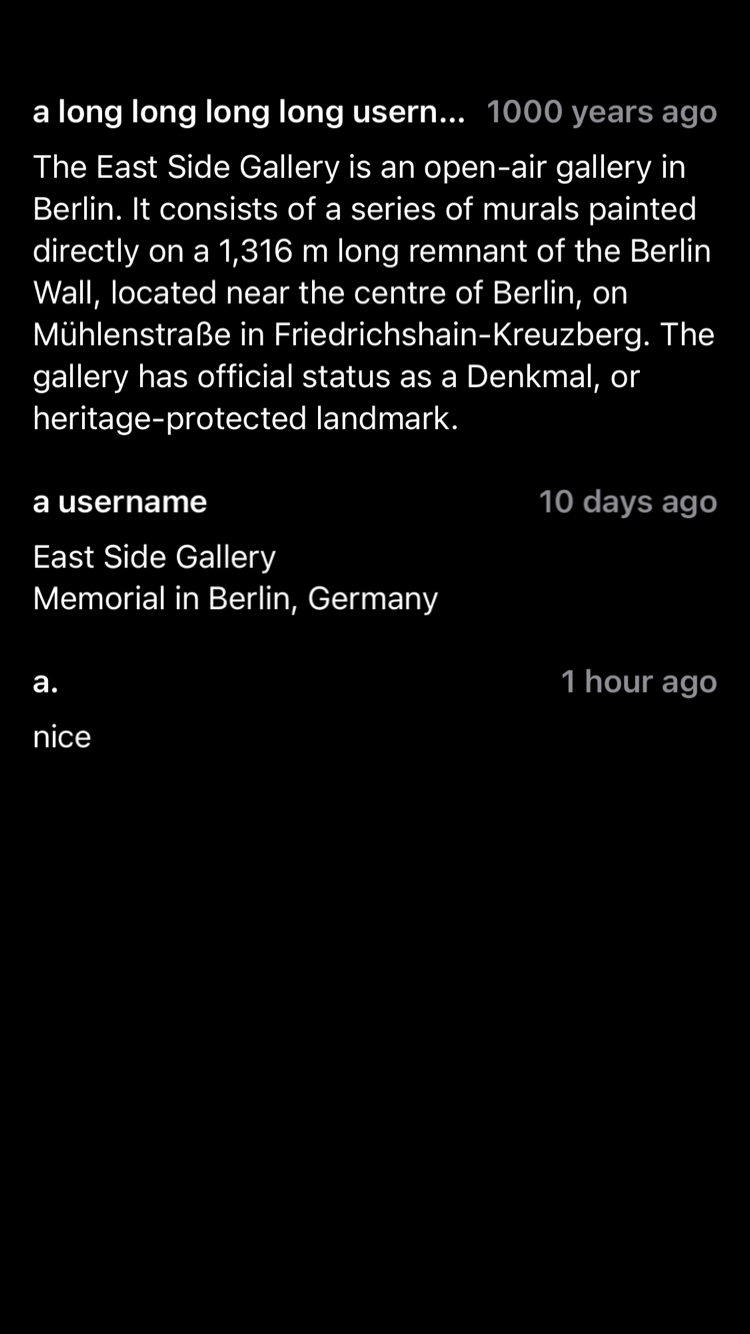 a long long long long usern... 1000 years ago
The East Side Gallery is an open-air gallery in
Berlin. It consists of a series of murals painted
directly on a 1,316 m long remnant of the Berlin
Wall, located near the centre of Berlin, on
Mühlenstraße in Friedrichshain-Kreuzberg. The
gallery has official status as a Denkmal, or
heritage-protected landmark.
a username 10 days ago
East Side Gallery
Memorial in Berlin, Germany
a. 1 hour ago
nice